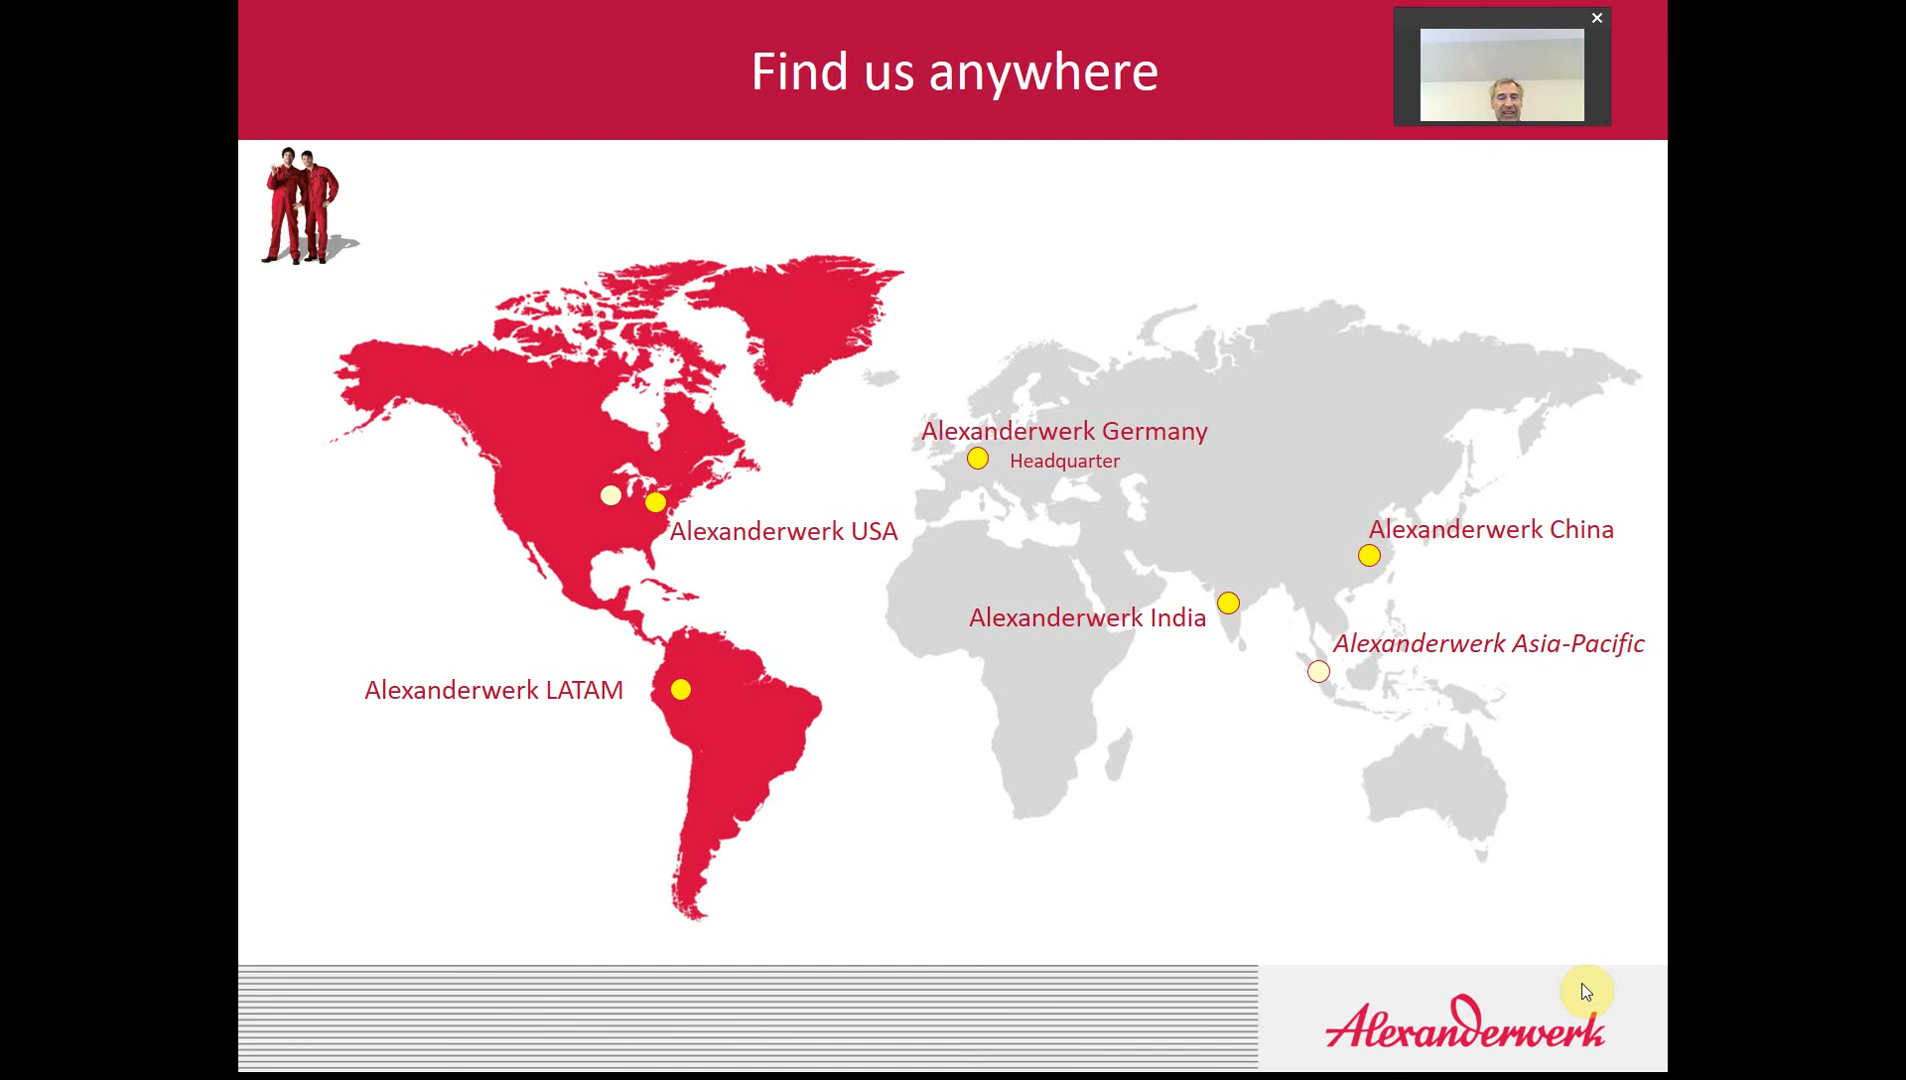 Find us anywhere
Alexanderwerk Germany
Headquarter
Alexanderwerk USA
Alexanderwerk China
Alexanderwerk India
Alexanderwerk Asia-Pacific
Alexanderwerk LATAM
Alexanderwerk